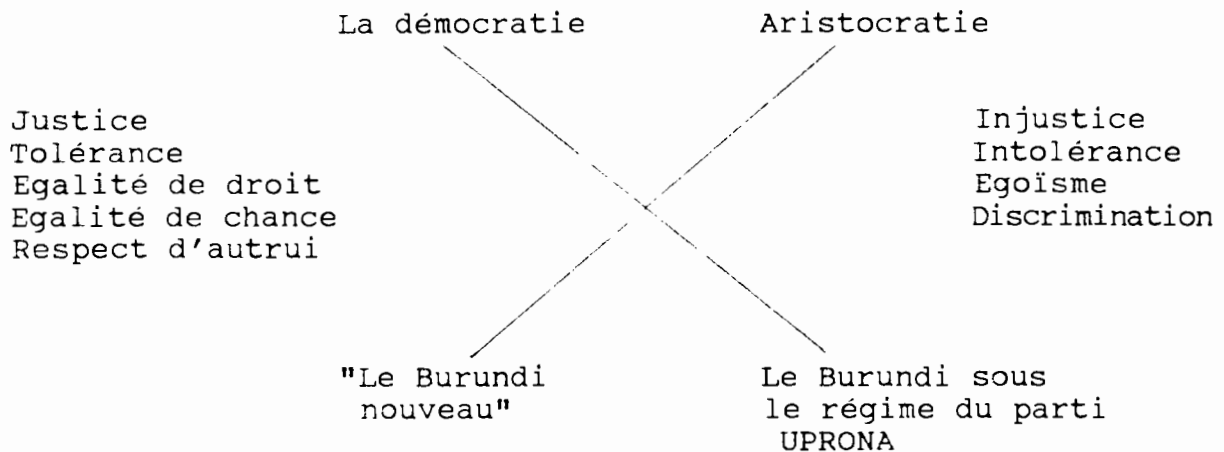 La démocratie
Aristocratie
Justice
Tolérance
Egalité de droit
Egalité de chance
Respect d'autrui
Injustice
Intolérance
Egoïsme
Discrimination
"Le Burundi
nouveau"
Le Burundi sous
le régime du parti
UPRONA